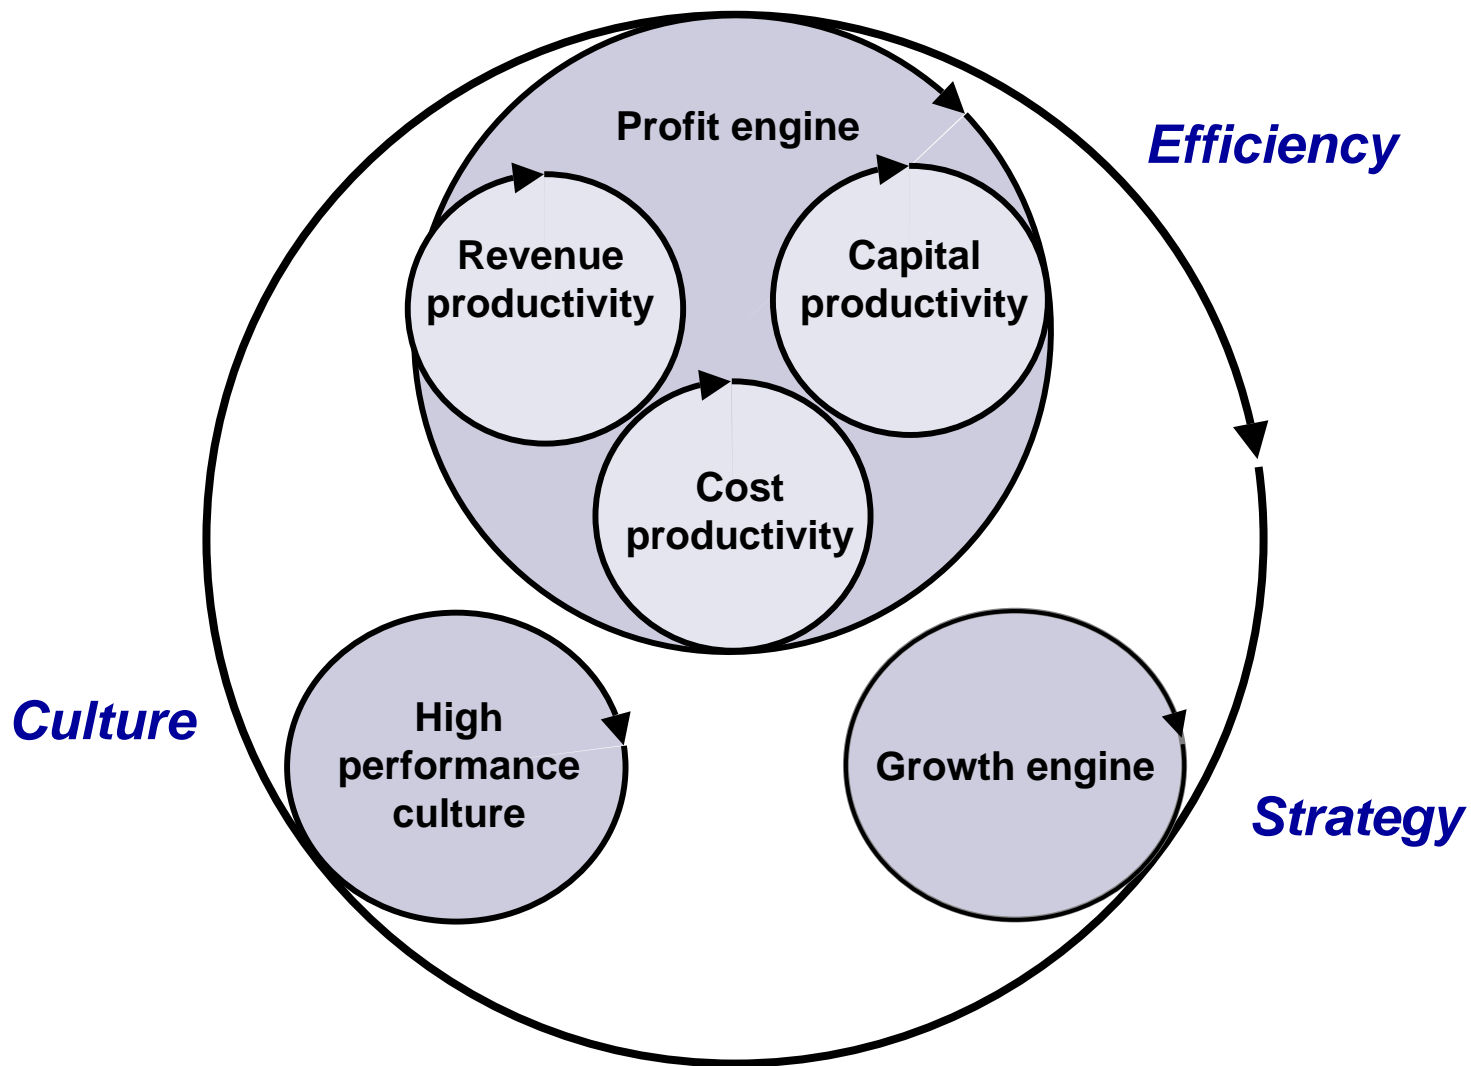 Profit engine
Efficiency
Revenue
productivity
Capital
productivity
Cost
productivity
Culture
High
performance
culture
Growth engine
Strategy